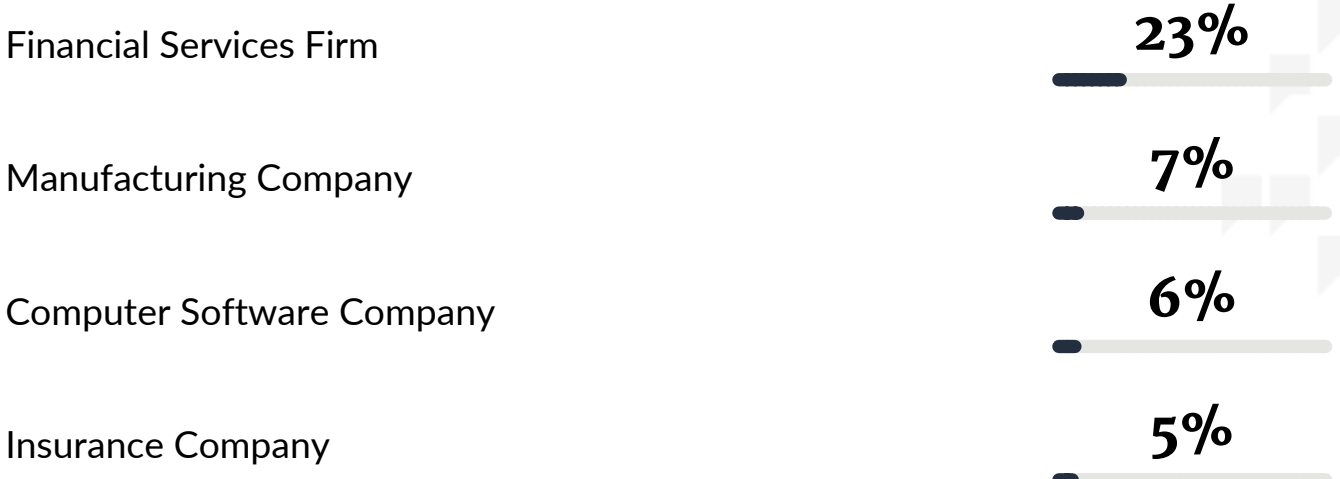 Financial Services Firm 23%
Manufacturing Company 7%
Computer Software Company 6%
Insurance Company 5%